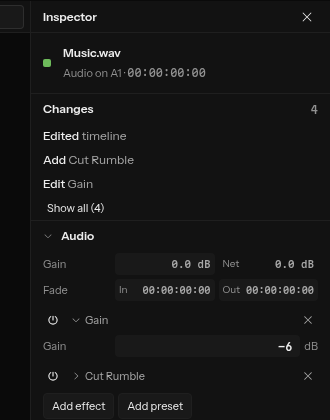 Inspector
Music.wav
Audio on A1·00:00:00:00
Changes 4
Edited timeline
Add Cut Rumble
Edit Gain
Show all (4)
Audio
Gain 0.0 dB Net 0.0 dB
Fade In 00:00:00:00 Out 00:00:00:00
Gain
Gain −6 dB
Cut Rumble
Add effect Add preset